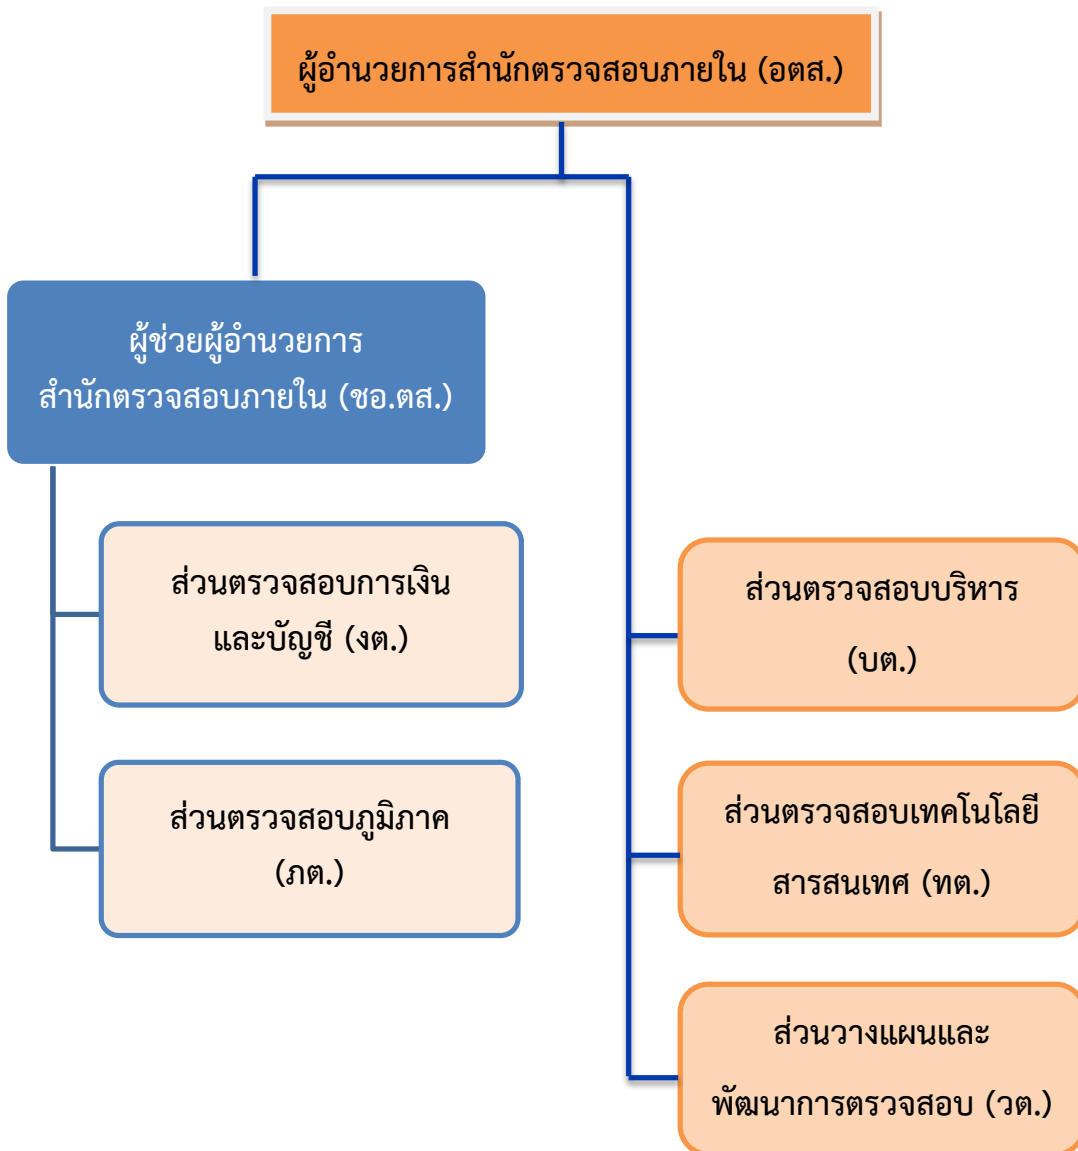 ผู้อำนวยการสำนักตรวจสอบภายใน (อตส.)
ผู้ช่วยผู้อำนวยการ
สำนักตรวจสอบภายใน (ชอ.ตส.)
ส่วนตรวจสอบการเงิน
และบัญชี (งต.)
ส่วนตรวจสอบภูมิภาค
(ภต.)
ส่วนตรวจสอบบริหาร
(บต.)
ส่วนตรวจสอบเทคโนโลยี
สารสนเทศ (ทต.)
ส่วนวางแผนและ
พัฒนาการตรวจสอบ (วต.)